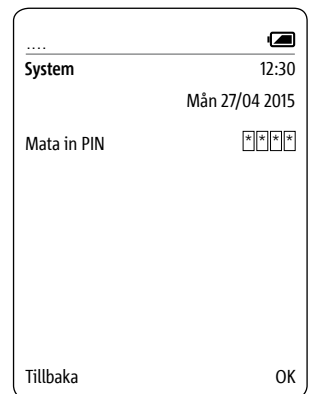 ....
System 12:30
Mån 27/04 2015
Mata in PIN ****
Tillbaka OK